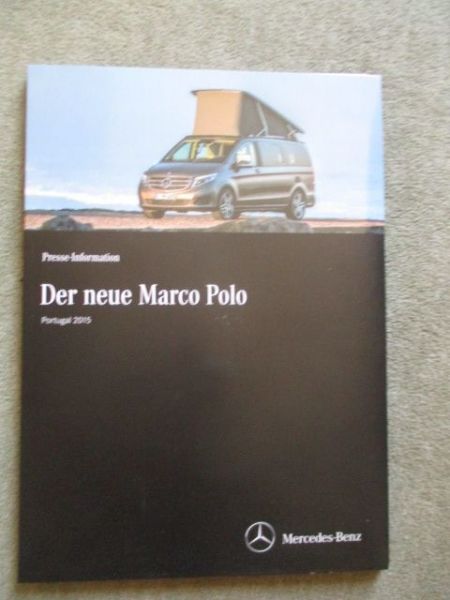 Presse-Information
Der neue Marco Polo
Portugal 2015
Mercedes-Benz